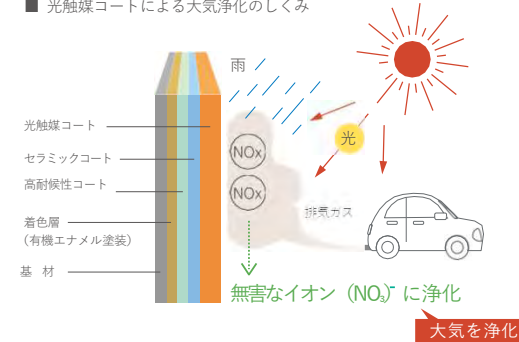 ■ 光触媒コートによる大気浄化のしくみ
雨
光触媒コート
光
セラミックコート
NOx
高耐候性コート
NOx
排気ガス
着色層
（有機エナメル塗装）
基 材
無害なイオン（NO₃⁻）に浄化
大気を浄化